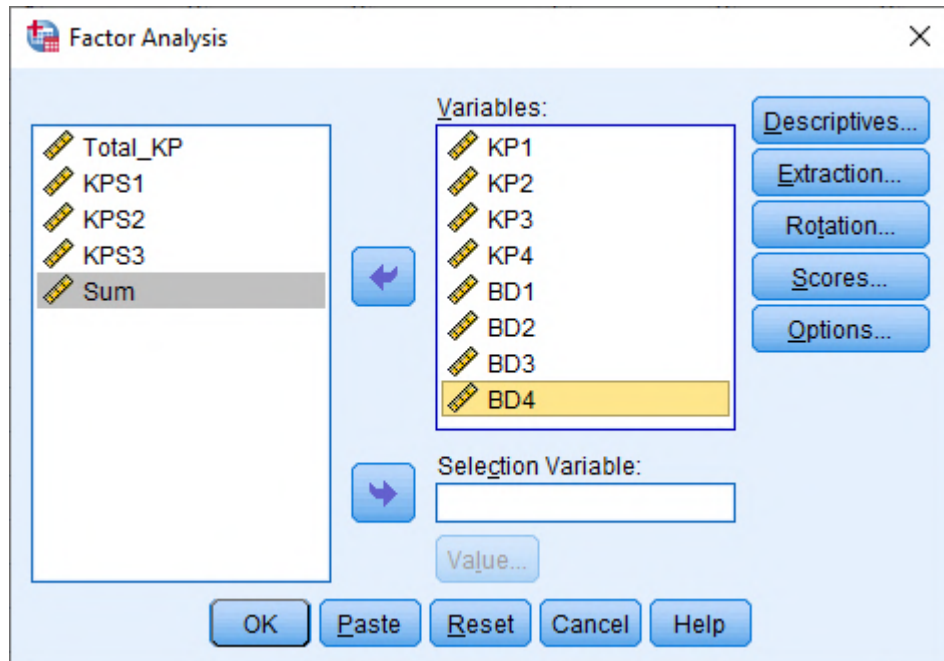 Factor Analysis
Total_KP
KPS1
KPS2
KPS3
Sum
Variables:
KP1
KP2
KP3
KP4
BD1
BD2
BD3
BD4
Selection Variable:
Value...
Descriptives...
Extraction...
Rotation...
Scores...
Options...
OK
Paste
Reset
Cancel
Help